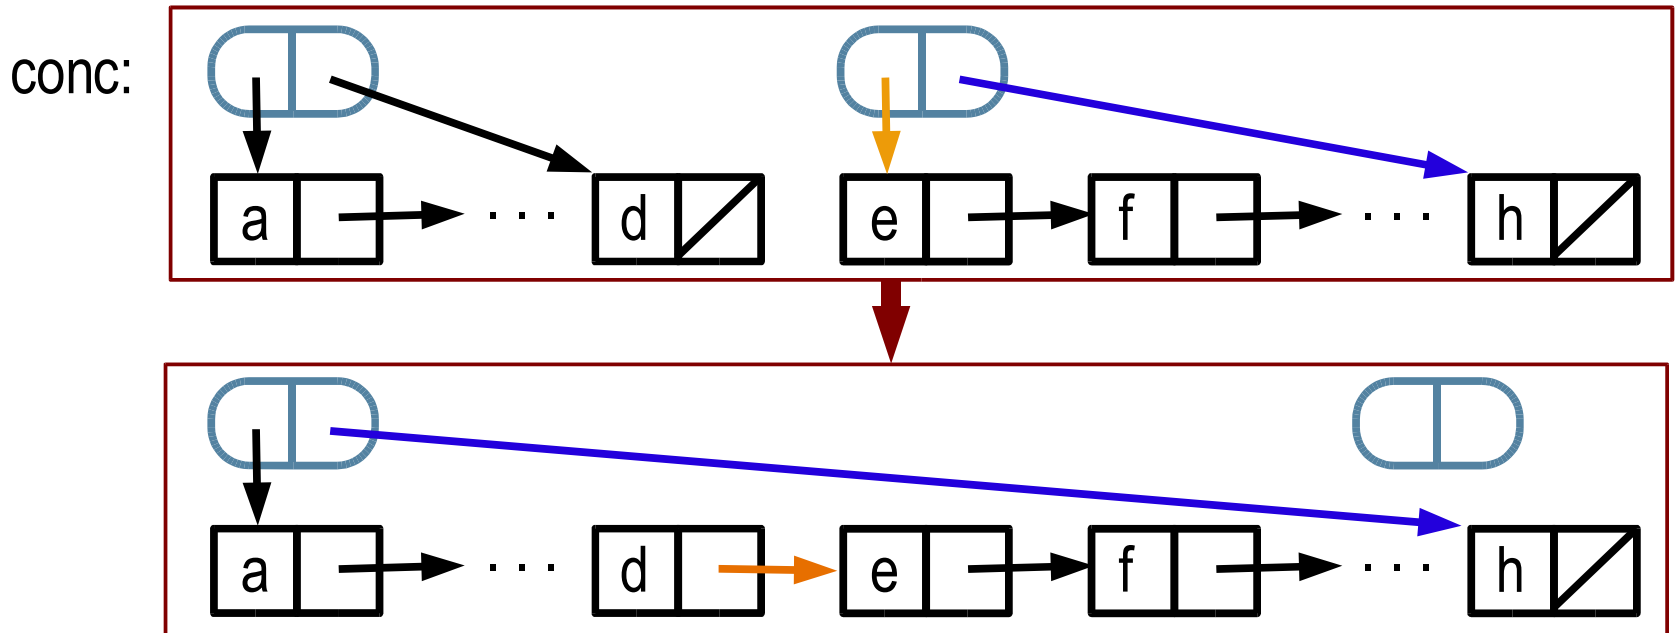 conc:
a . . . d e f . . . h
a . . . d e f . . . h